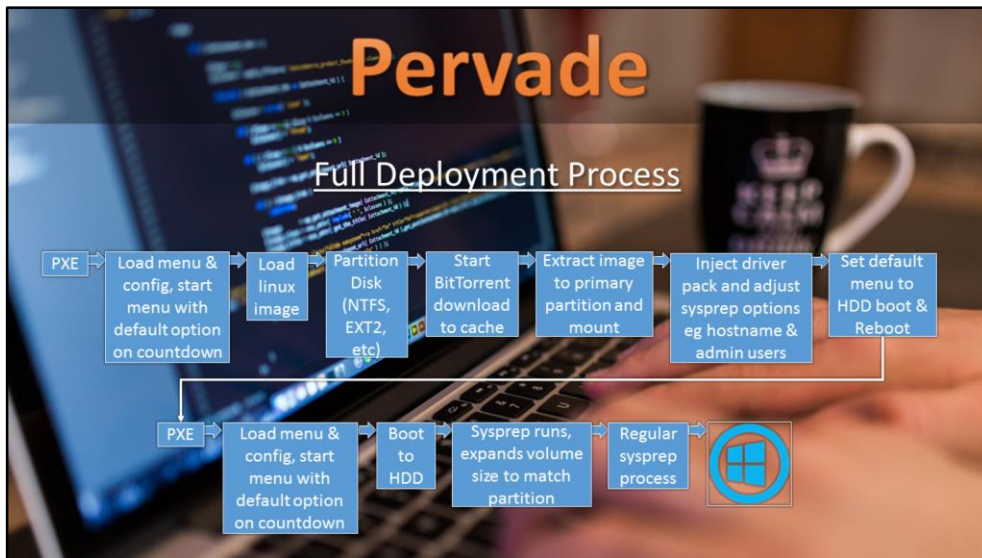 Pervade
Full Deployment Process
PXE
Load menu &
config, start
menu with
default option
on countdown
Load
linux
image
Partition
Disk
(NTFS,
EXT2,
etc)
Start
BitTorrent
download
to cache
Extract image
to primary
partition and
mount
Inject driver
pack and adjust
sysprep options
eg hostname &
admin users
Set default
menu to
HDD boot &
Reboot
PXE
Load menu &
config, start
menu with
default option
on countdown
Boot
to
HDD
Sysprep runs,
expands volume
size to match
partition
Regular
sysprep
process
KEEP